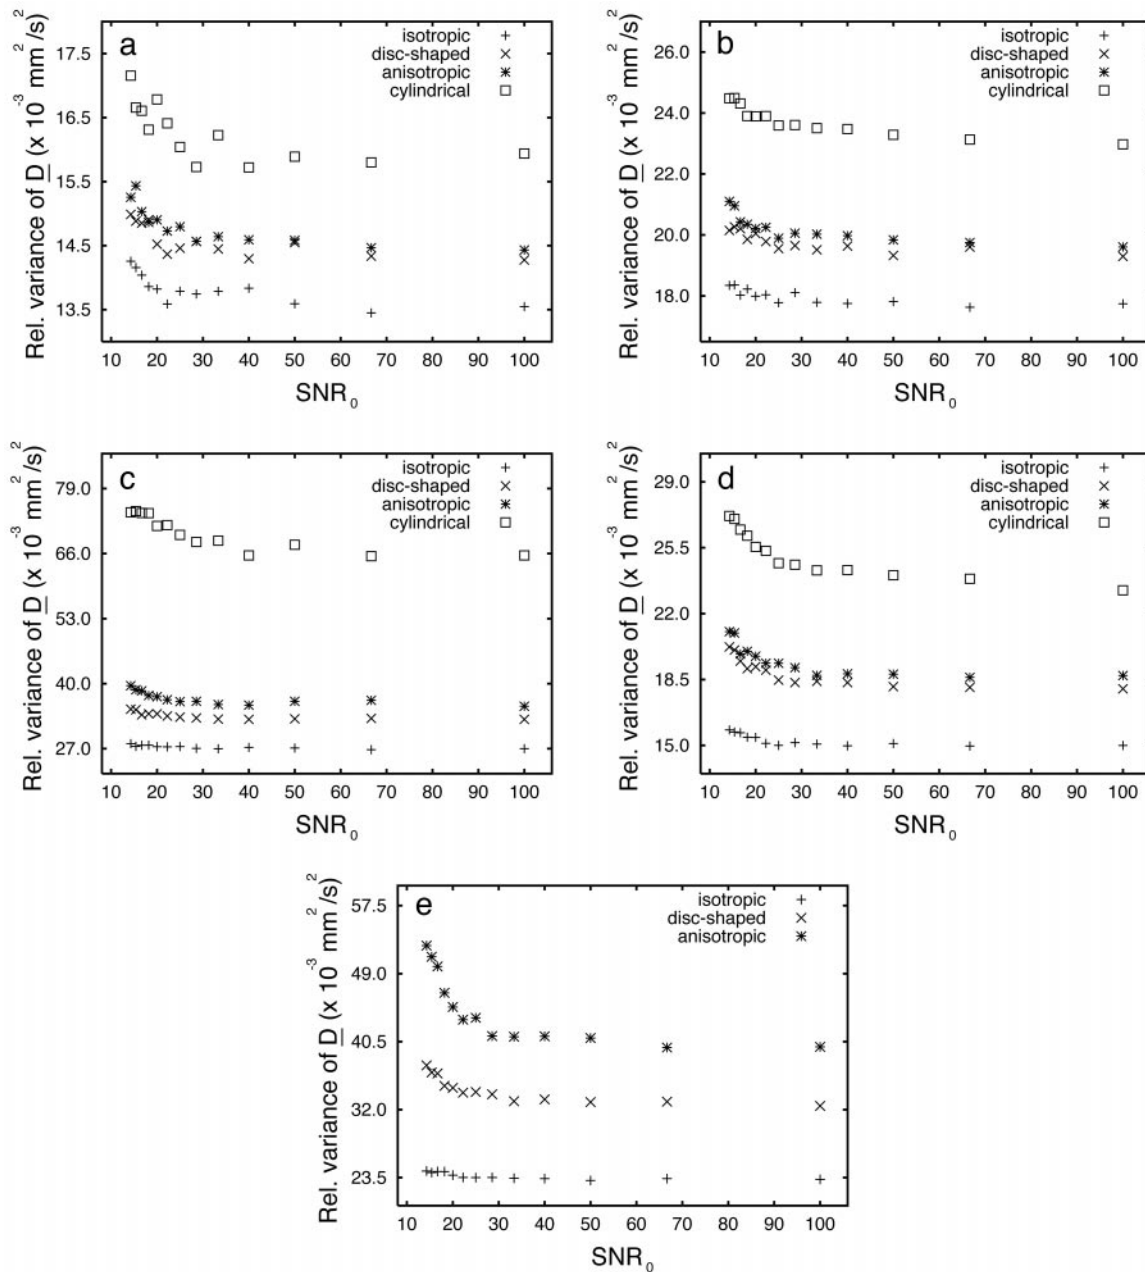 a
isotropic +
disc-shaped ×
anisotropic ∗
cylindrical □
17.5
16.5
15.5
14.5
13.5
10 20 30 40 50 60 70 80 90 100
SNR0
Rel. variance of D (x 10-3 mm2/s2)
b
isotropic +
disc-shaped ×
anisotropic ∗
cylindrical □
26.0
24.0
22.0
20.0
18.0
10 20 30 40 50 60 70 80 90 100
SNR0
Rel. variance of D (x 10-3 mm2/s2)
c
isotropic +
disc-shaped ×
anisotropic ∗
cylindrical □
79.0
66.0
53.0
40.0
27.0
10 20 30 40 50 60 70 80 90 100
SNR0
Rel. variance of D (x 10-3 mm2/s2)
d
isotropic +
disc-shaped ×
anisotropic ∗
cylindrical □
29.0
25.5
22.0
18.5
15.0
10 20 30 40 50 60 70 80 90 100
SNR0
Rel. variance of D (x 10-3 mm2/s2)
e
isotropic +
disc-shaped ×
anisotropic ∗
57.5
49.0
40.5
32.0
23.5
10 20 30 40 50 60 70 80 90 100
SNR0
Rel. variance of D (x 10-3 mm2/s2)